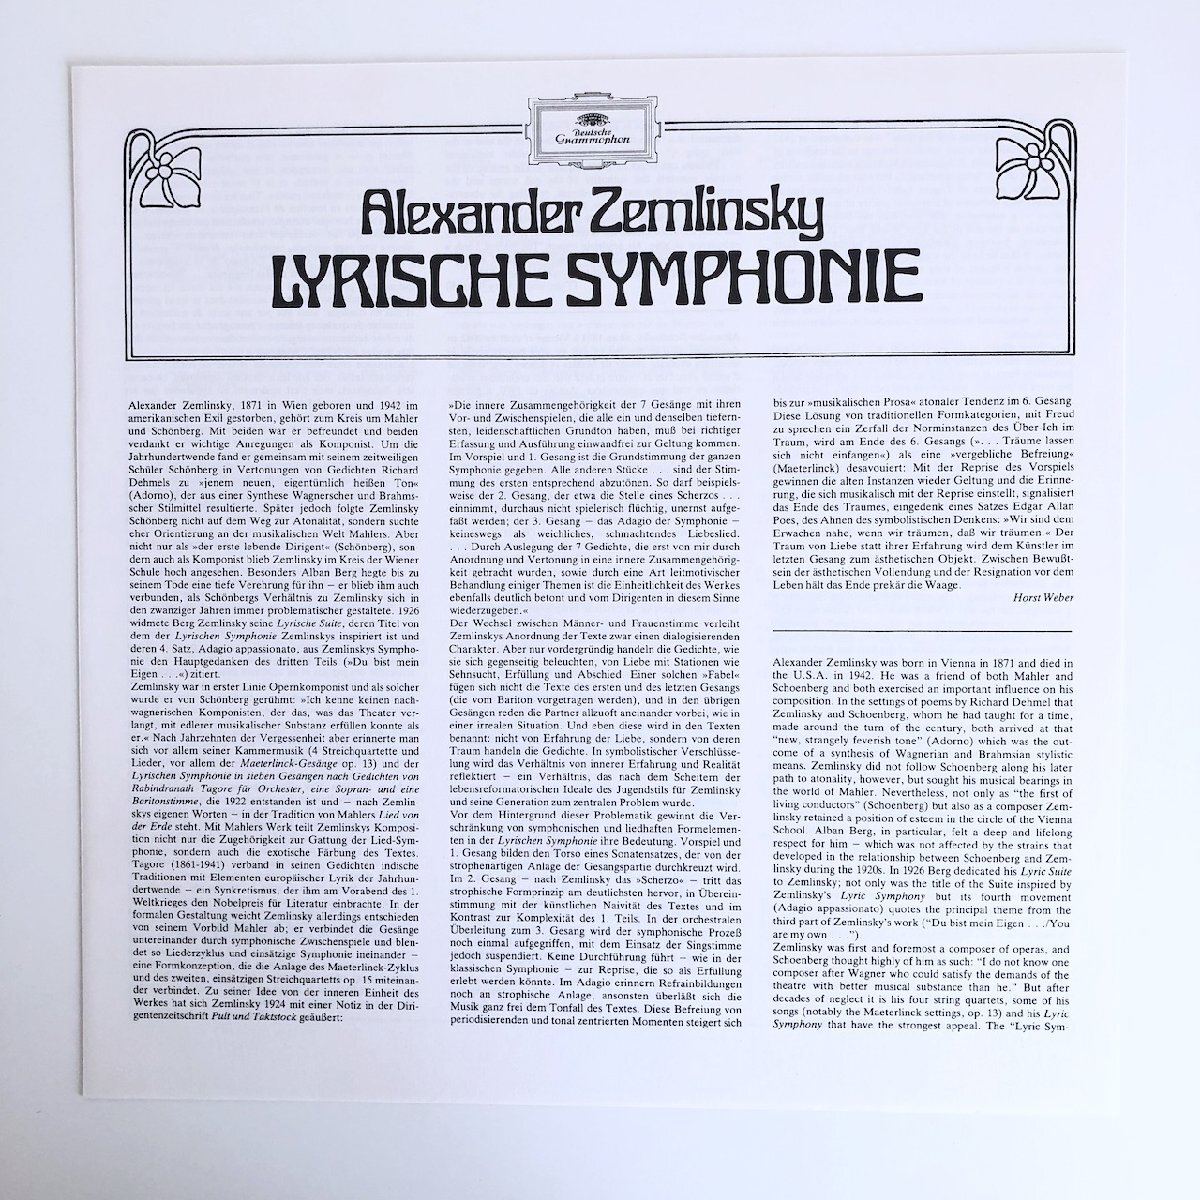 Deutsche
Grammophon
Alexander Zemlinsky
LYRISCHE SYMPHONIE
Alexander Zemlinsky, 1871 in Wien geboren und 1942 im
amerikanischen Exil gestorben, gehört zum Kreis um Mahler
und Schönberg. Mit beiden war er befreundet und beiden
verdankt er wichtige Anregungen als Komponist. Um die
Jahrhundertwende fand er gemeinsam mit seinem zeitweiligen
Schüler Schönberg in Vertonungen von Gedichten Richard
Dehmels zu »jenem neuen, eigentümlich heißen Ton«
(Adorno), der aus einer Synthese Wagnerscher und Brahms-
scher Stilmittel resultierte. Später jedoch folgte Zemlinsky
Schönberg nicht auf dem Weg zur Atonalität, sondern suchte
eher Orientierung an der musikalischen Welt Mahlers. Aber
nicht nur als »der erste lebende Dirigent« (Schönberg), son-
dern auch als Komponist blieb Zemlinsky im Kreis der Wiener
Schule hoch angesehen. Besonders Alban Berg hegte bis zu
seinem Tode eine tiefe Verehrung für ihn – er blieb ihm auch
verbunden, als Schönbergs Verhältnis zu Zemlinsky sich in
den zwanziger Jahren immer problematischer gestaltete. 1926
widmete Berg Zemlinsky seine Lyrische Suite, deren Titel von
dem der Lyrischen Symphonie Zemlinskys inspiriert ist und
deren 4. Satz, Adagio appassionato, aus Zemlinskys Sympho-
nie den Hauptgedanken des dritten Teils (»Du bist mein
Eigen . . .«) zitiert.
Zemlinsky war in erster Linie Opernkomponist und als solcher
wurde er von Schönberg gerühmt: »Ich kenne keinen nach-
wagnerischen Komponisten, der das, was das Theater ver-
langt, mit edlerer musikalischer Substanz erfüllen konnte als
er.« Nach Jahrzehnten der Vergessenheit aber erinnerte man
sich vor allem seiner Kammermusik (4 Streichquartette und
Lieder, vor allem der Maeterlinck-Gesänge op. 13) und der
Lyrischen Symphonie in sieben Gesängen nach Gedichten von
Rabindranath Tagore für Orchester, eine Sopran- und eine
Baritonstimme, die 1922 entstanden ist und – nach Zemlin-
skys eigener Worten – in der Tradition von Mahlers Lied von
der Erde steht. Mit Mahlers Werk teilt Zemlinskys Komposi-
tion nicht nur die Zugehörigkeit zur Gattung der Lied-Sym-
phonie, sondern auch die exotische Färbung des Textes.
Tagore (1861-1941) verband in seinen Gedichten indische
Traditionen mit Elementen europäischer Lyrik der Jahrhun-
dertwende – ein Synkretismus, der ihm am Vorabend des 1.
Weltkrieges den Nobelpreis für Literatur einbrachte. In der
formalen Gestaltung weicht Zemlinsky allerdings entschieden
von seinem Vorbild Mahler ab; er verbindet die Gesänge
untereinander durch symphonische Zwischenspiele und blen-
det so Liederzyklus und einsätzige Symphonie ineinander –
eine Formkonzeption, die die Anlage des Maeterlinck-Zyklus
und des zweiten, einsätzigen Streichquartetts op. 15 miteinan-
der verbindet. Zu seiner Idee von der inneren Einheit des
Werkes hat sich Zemlinsky 1924 mit einer Notiz in der Diri-
gentenzeitschrift Pult und Taktstock geäußert:
»Die innere Zusammengehörigkeit der 7 Gesänge mit ihren
Vor- und Zwischenspielen, die alle ein und denselben tiefern-
sten, leidenschaftlichen Grundton haben, muß bei richtiger
Erfassung und Ausführung einwandfrei zur Geltung kommen.
Im Vorspiel und 1. Gesang ist die Grundstimmung der ganzen
Symphonie gegeben. Alle anderen Stücke . . . sind der Stim-
mung des ersten entsprechend abzutönen. So darf beispiels-
weise der 2. Gesang, der etwa die Stelle eines Scherzos . . .
einnimmt, durchaus nicht spielerisch flüchtig, unernst aufge-
faßt werden; der 3. Gesang – das Adagio der Symphonie –
keineswegs als weichliches, schmachtendes Liebeslied.
. . . Durch Auslegung der 7 Gedichte, die erst von mir durch
Anordnung und Vertonung in eine innere Zusammengehörig-
keit gebracht wurden, sowie durch eine Art leitmotivischer
Behandlung einiger Themen ist die Einheitlichkeit des Werkes
ebenfalls deutlich betont und vom Dirigenten in diesem Sinne
wiederzugeben.«
Der Wechsel zwischen Männer- und Frauenstimme verleiht
Zemlinskys Anordnung der Texte zwar einen dialogisierenden
Charakter. Aber nur vordergründig handeln die Gedichte, wie
sie sich gegenseitig beleuchten, von Liebe mit Stationen wie
Sehnsucht, Erfüllung und Abschied. Einer solchen »Fabel«
fügen sich nicht die Texte des ersten und des letzten Gesangs
(die vom Bariton vorgetragen werden), und in den übrigen
Gesängen reden die Partner allzuoft aneinander vorbei, wie in
einer irrealen Situation. Und eben diese wird in den Texten
benannt: nicht von Erfahrung der Liebe, sondern von deren
Traum handeln die Gedichte. In symbolistischer Verschlüsse-
lung wird das Verhältnis von innerer Erfahrung und Realität
reflektiert – ein Verhältnis, das nach dem Scheitern der
lebensreformatorischen Ideale des Jugendstils für Zemlinsky
und seine Generation zum zentralen Problem wurde.
Vor dem Hintergrund dieser Problematik gewinnt die Ver-
schränkung von symphonischen und liedhaften Formelemen-
ten in der Lyrischen Symphonie ihre Bedeutung. Vorspiel und
1. Gesang bilden den Torso eines Sonatensatzes, der von der
strophenartigen Anlage der Gesangspartie durchkreuzt wird.
Im 2. Gesang – nach Zemlinsky das »Scherzo« – tritt das
strophische Formprinzip am deutlichsten hervor, in Überein-
stimmung mit der künstlichen Naivität des Textes und im
Kontrast zur Komplexität des 1. Teils. In der orchestralen
Überleitung zum 3. Gesang wird der symphonische Prozeß
noch einmal aufgegriffen, mit dem Einsatz der Singstimme
jedoch suspendiert. Keine Durchführung führt – wie in der
klassischen Symphonie – zur Reprise, die so als Erfüllung
erlebt werden könnte. Im Adagio erinnern Refrainbildungen
noch an strophische Anlage, ansonsten überläßt sich die
Musik ganz frei dem Tonfall des Textes. Diese Befreiung von
periodisierenden und tonal zentrierten Momenten steigert sich
bis zur »musikalischen Prosa« atonaler Tendenz im 6. Gesang.
Diese Lösung von traditionellen Formkategorien, mit Freud
zu sprechen ein Zerfall der Norminstanzen des Über-Ich im
Traum, wird am Ende des 6. Gesangs (». . . Träume lassen
sich nicht einfangen«) als eine »vergebliche Befreiung«
(Maeterlinck) desavouiert: Mit der Reprise des Vorspiels
gewinnen die alten Instanzen wieder Geltung und die Erinne-
rung, die sich musikalisch mit der Reprise einstellt, signalisiert
das Ende des Traumes, eingedenk eines Satzes Edgar Allan
Poes, des Ahnen des symbolistischen Denkens: »Wir sind dem
Erwachen nahe, wenn wir träumen, daß wir träumen.« Der
Traum von Liebe statt ihrer Erfahrung wird dem Künstler im
letzten Gesang zum ästhetischen Objekt. Zwischen Bewußt-
sein der ästhetischen Vollendung und der Resignation vor dem
Leben hält das Ende prekär die Waage.
Horst Weber
Alexander Zemlinsky was born in Vienna in 1871 and died in
the U.S.A. in 1942. He was a friend of both Mahler and
Schoenberg and both exercised an important influence on his
composition. In the settings of poems by Richard Dehmel that
Zemlinsky and Schoenberg, whom he had taught for a time,
made around the turn of the century, both arrived at that
“new, strangely feverish tone” (Adorno) which was the out-
come of a synthesis of Wagnerian and Brahmsian stylistic
means. Zemlinsky did not follow Schoenberg along his later
path to atonality, however, but sought his musical bearings in
the world of Mahler. Nevertheless, not only as “the first of
living conductors” (Schoenberg) but also as a composer Zem-
linsky retained a position of esteem in the circle of the Vienna
School. Alban Berg, in particular, felt a deep and lifelong
respect for him – which was not affected by the strains that
developed in the relationship between Schoenberg and Zem-
linsky during the 1920s. In 1926 Berg dedicated his Lyric Suite
to Zemlinsky; not only was the title of the Suite inspired by
Zemlinsky's Lyric Symphony but its fourth movement
(Adagio appassionato) quotes the principal theme from the
third part of Zemlinsky's work (“Du bist mein Eigen . . ./You
are my own . . .”)
Zemlinsky was first and foremost a composer of operas, and
Schoenberg thought highly of him as such: “I do not know one
composer after Wagner who could satisfy the demands of the
theatre with better musical substance than he.” But after
decades of neglect it is his four string quartets, some of his
songs (notably the Maeterlinck settings, op. 13) and his Lyric
Symphony that have the strongest appeal. The “Lyric Sym-